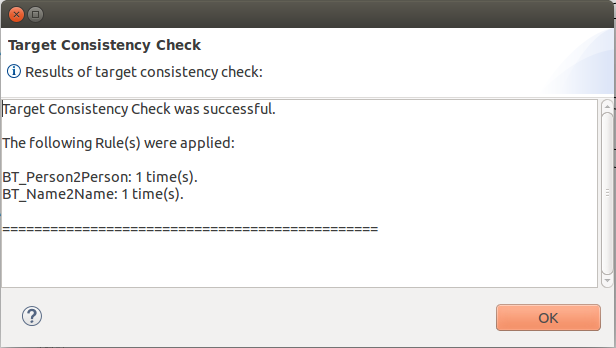 Target Consistency Check
Results of target consistency check:
Target Consistency Check was successful.
The following Rule(s) were applied:
BT_Person2Person: 1 time(s).
BT_Name2Name: 1 time(s).
===============================================
?
OK